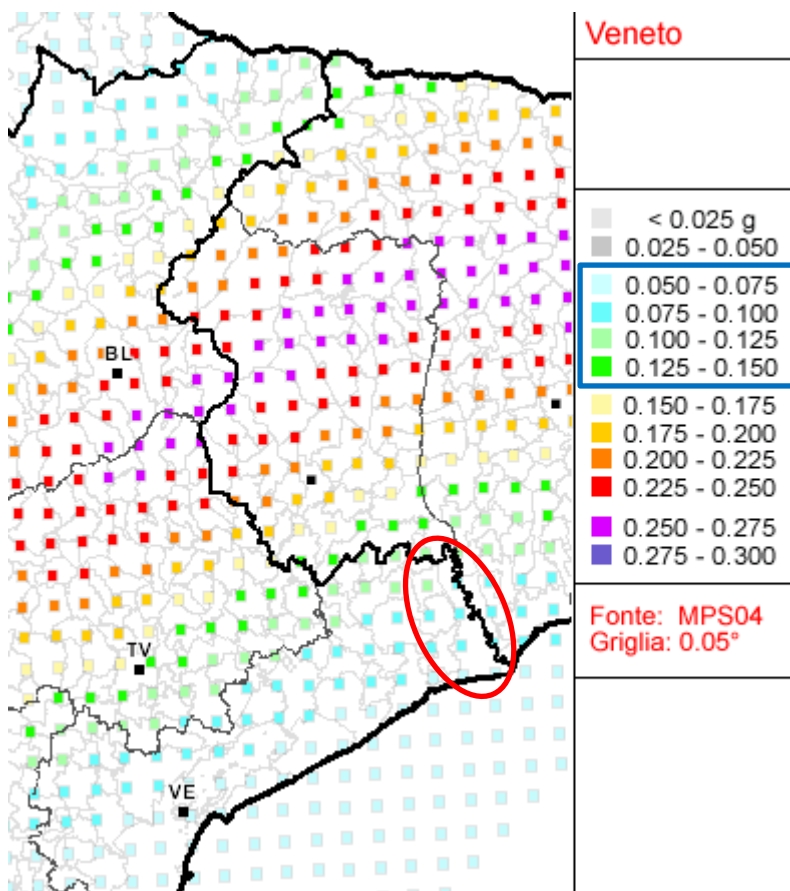 Veneto
< 0.025 g
0.025 - 0.050
0.050 - 0.075
0.075 - 0.100
0.100 - 0.125
0.125 - 0.150
0.150 - 0.175
0.175 - 0.200
0.200 - 0.225
0.225 - 0.250
0.250 - 0.275
0.275 - 0.300
Fonte: MPS04
Griglia: 0.05°
BL
TV
VE